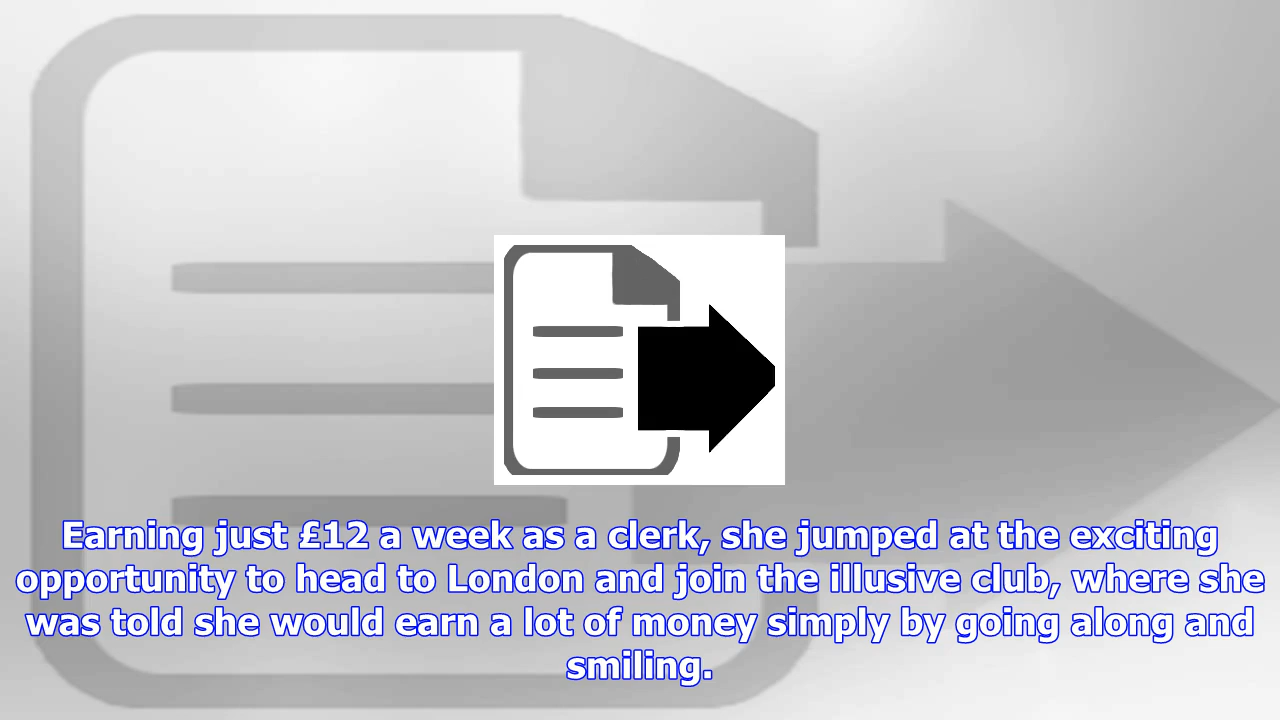 Earning just £12 a week as a clerk, she jumped at the exciting
opportunity to head to London and join the illusive club, where she
was told she would earn a lot of money simply by going along and
smiling.